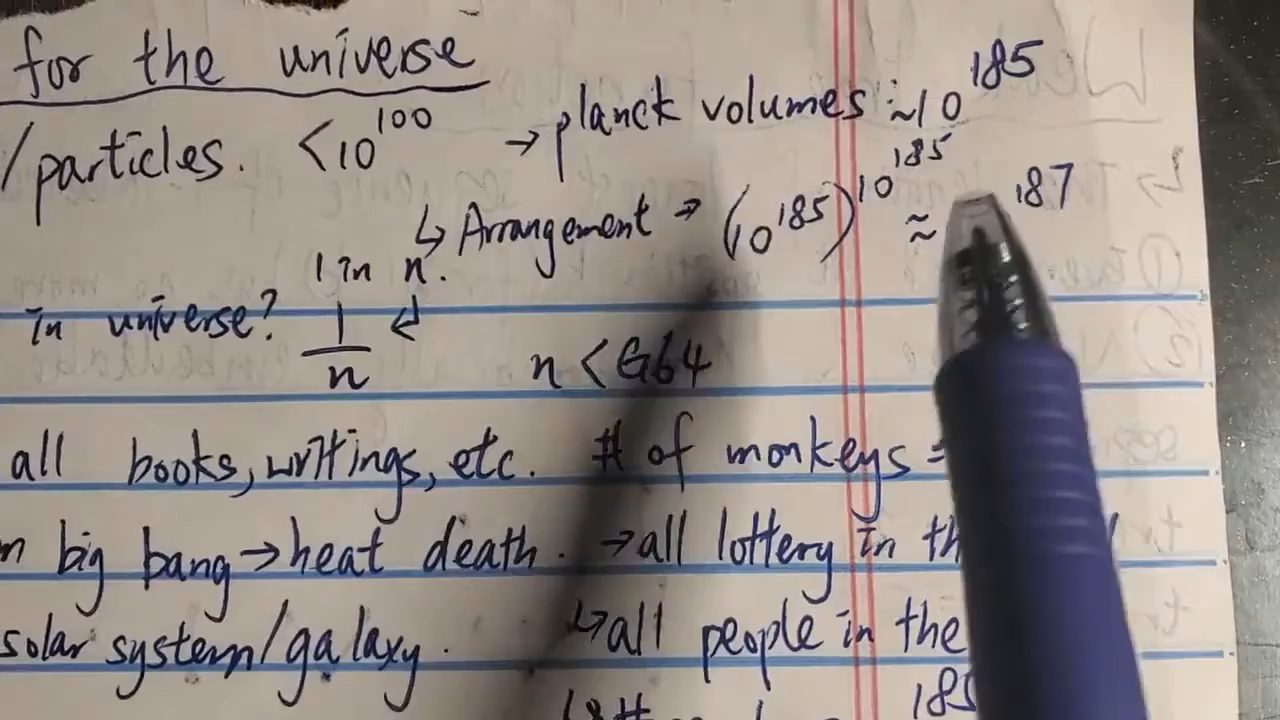 for the universe
/particles. <10^100 → planck volumes :~10^185
↳ Arrangement → (10^185)^10^185 ≈ 187
1 in n.
in universe? 1/n ↲ n < G64
all books, writings, etc. # of monkeys =
big bang → heat death. → all lottery in
solar system/galaxy. ↳ all people in the
185